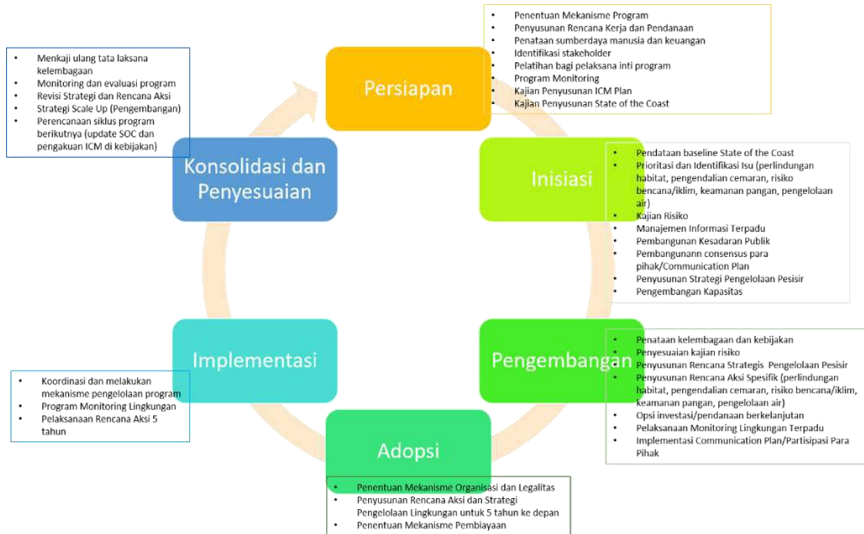 Persiapan
• Penentuan Mekanisme Program
• Penyusunan Rencana Kerja dan Pendanaan
• Penataan sumberdaya manusia dan keuangan
• Identifikasi stakeholder
• Pelatihan bagi pelaksana inti program
• Program Monitoring
• Kajian Penyusunan ICM Plan
• Kajian Penyusunan State of the Coast
Inisiasi
• Pendataan baseline State of the Coast
• Prioritasi dan Identifikasi Isu (perlindungan
habitat, pengendalian cemaran, risiko
bencana/iklim, keamanan pangan, pengelolaan
air)
• Kajian Risiko
• Manajemen Informasi Terpadu
• Pembangunan Kesadaran Publik
• Pembangunann consensus para
pihak/Communication Plan
• Penyusunan Strategi Pengelolaan Pesisir
• Pengembangan Kapasitas
Pengembangan
• Penataan kelembagaan dan kebijakan
• Penyesuaian kajian risiko
• Penyusunan Rencana Strategis Pengelolaan Pesisir
• Penyusunan Rencana Aksi Spesifik (perlindungan
habitat, pengendalian cemaran, risiko bencana/iklim,
keamanan pangan, pengelolaan air)
• Opsi investasi/pendanaan berkelanjutan
• Pelaksanaan Monitoring Lingkungan Terpadu
• Implementasi Communication Plan/Partisipasi Para
Pihak
Adopsi
• Penentuan Mekanisme Organisasi dan Legalitas
• Penyusunan Rencana Aksi dan Strategi
Pengelolaan Lingkungan untuk 5 tahun ke depan
• Penentuan Mekanisme Pembiayaan
Implementasi
• Koordinasi dan melakukan
mekanisme pengelolaan program
• Program Monitoring Lingkungan
• Pelaksanaan Rencana Aksi 5
tahun
Konsolidasi dan
Penyesuaian
• Menkaji ulang tata laksana
kelembagaan
• Monitoring dan evaluasi program
• Revisi Strategi dan Rencana Aksi
• Strategi Scale Up (Pengembangan)
• Perencanaan siklus program
berikutnya (update SOC dan
pengakuan ICM di kebijakan)